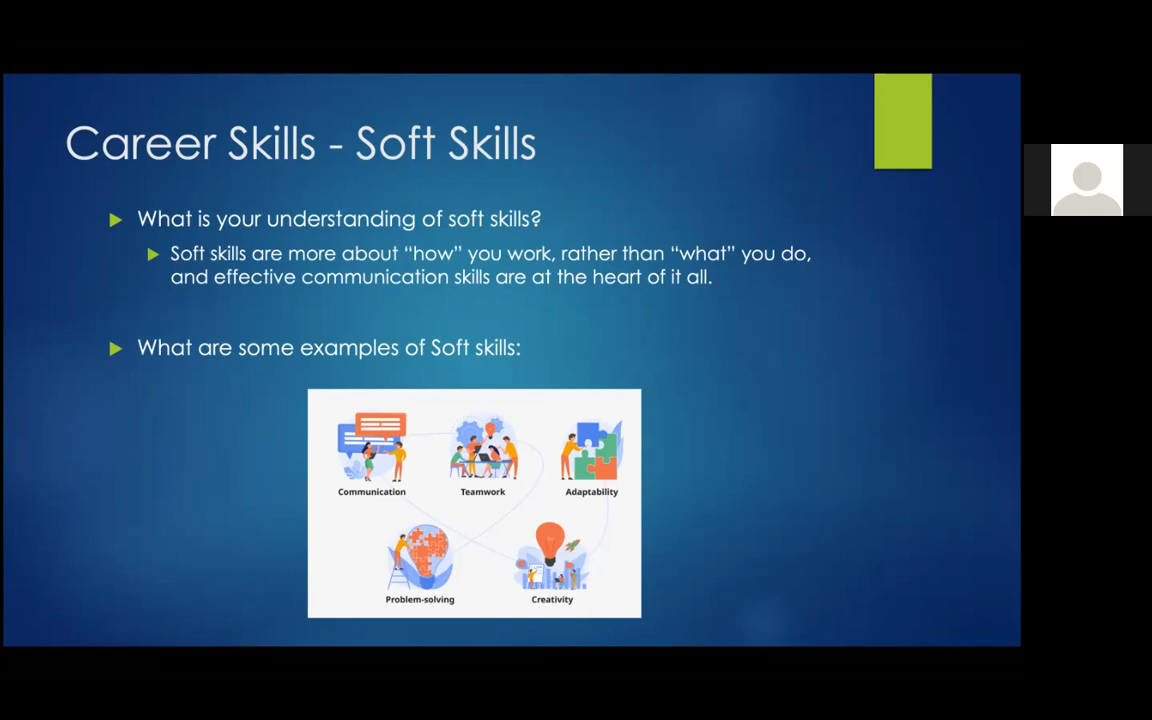 Career Skills - Soft Skills
What is your understanding of soft skills?
Soft skills are more about “how” you work, rather than “what” you do,
and effective communication skills are at the heart of it all.
What are some examples of Soft skills:
Communication
Teamwork
Adaptability
Problem-solving
Creativity